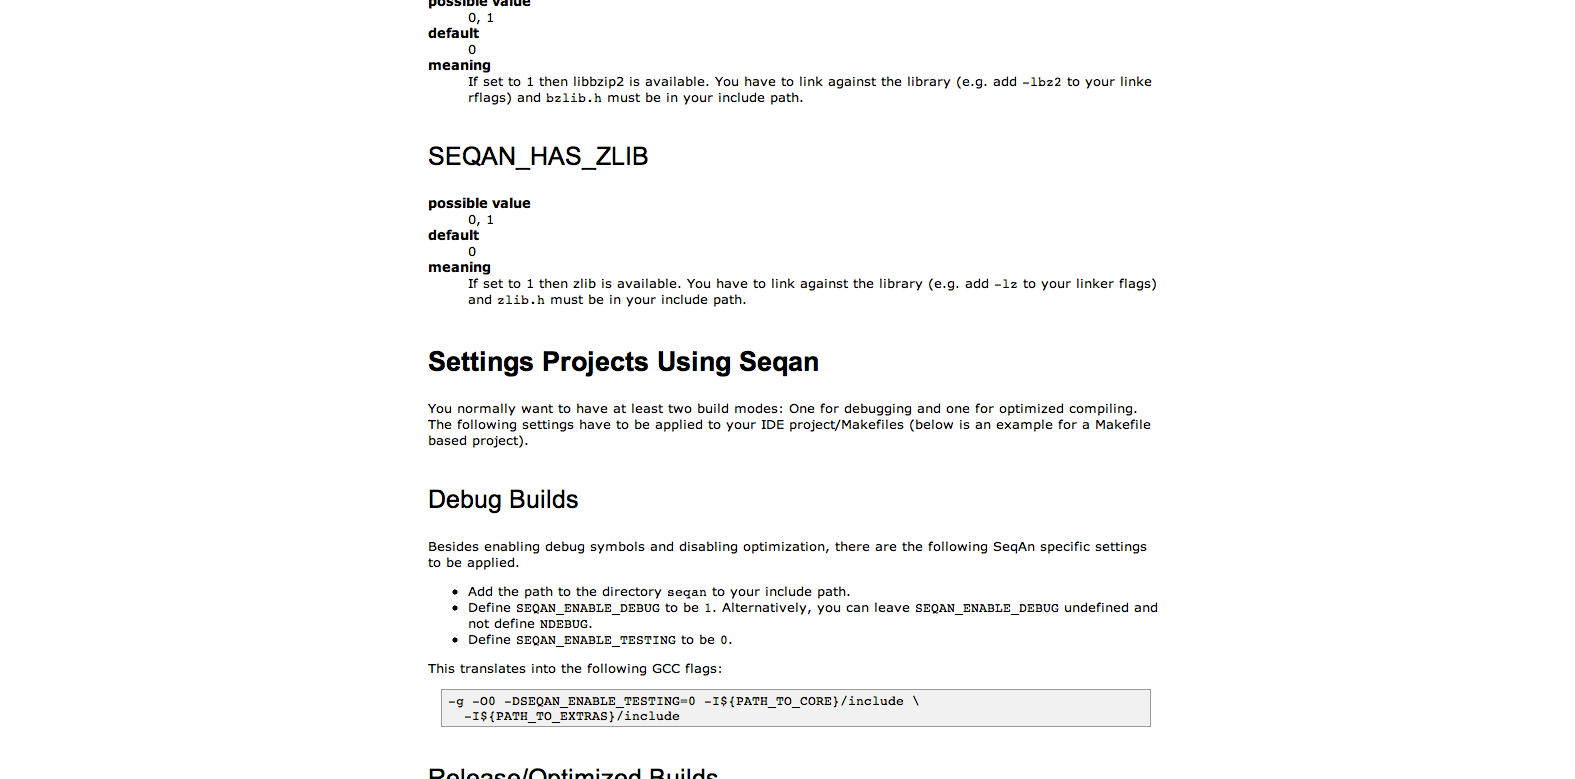 possible value
0, 1
default
0
meaning
If set to 1 then libbzip2 is available. You have to link against the library (e.g. add -lbz2 to your linke
rflags) and bzlib.h must be in your include path.
SEQAN_HAS_ZLIB
possible value
0, 1
default
0
meaning
If set to 1 then zlib is available. You have to link against the library (e.g. add -lz to your linker flags)
and zlib.h must be in your include path.
Settings Projects Using Seqan
You normally want to have at least two build modes: One for debugging and one for optimized compiling.
The following settings have to be applied to your IDE project/Makefiles (below is an example for a Makefile
based project).
Debug Builds
Besides enabling debug symbols and disabling optimization, there are the following SeqAn specific settings
to be applied.
• Add the path to the directory seqan to your include path.
• Define SEQAN_ENABLE_DEBUG to be 1. Alternatively, you can leave SEQAN_ENABLE_DEBUG undefined and
not define NDEBUG.
• Define SEQAN_ENABLE_TESTING to be 0.
This translates into the following GCC flags:
-g -O0 -DSEQAN_ENABLE_TESTING=0 -I${PATH_TO_CORE}/include \
-I${PATH_TO_EXTRAS}/include
Release/Optimized Builds